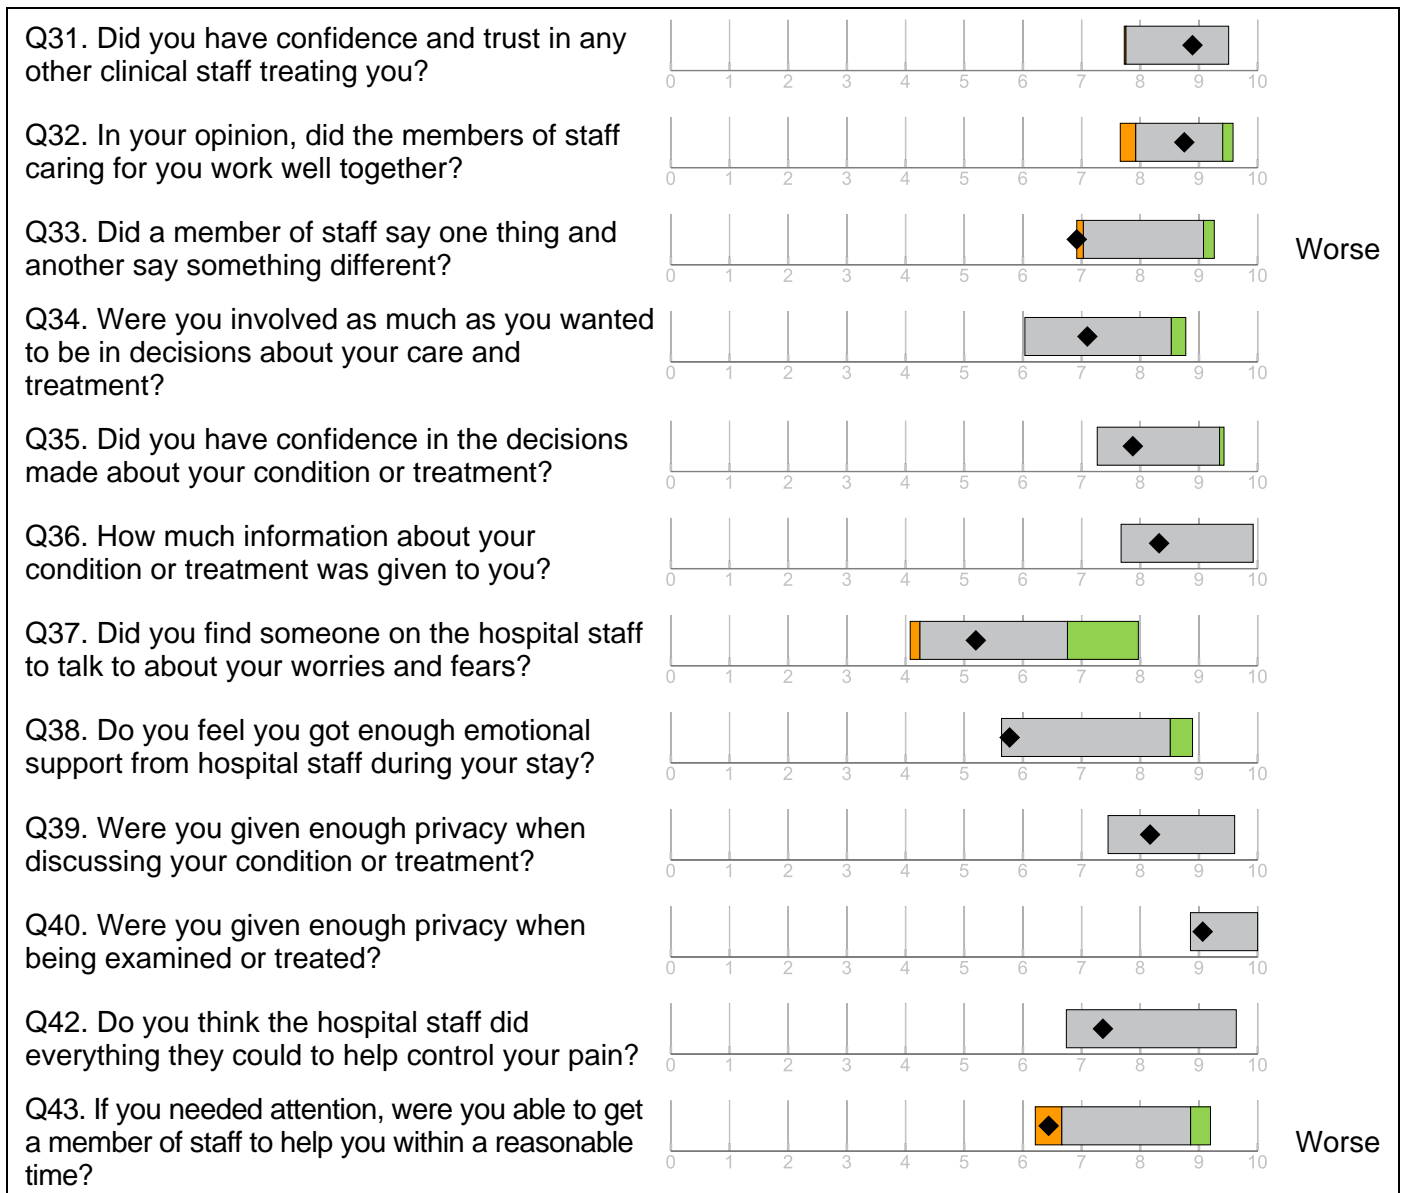 Q31. Did you have confidence and trust in any
other clinical staff treating you?
0 1 2 3 4 5 6 7 8 9 10
Q32. In your opinion, did the members of staff
caring for you work well together?
0 1 2 3 4 5 6 7 8 9 10
Q33. Did a member of staff say one thing and
another say something different?
Worse
0 1 2 3 4 5 6 7 8 9 10
Q34. Were you involved as much as you wanted
to be in decisions about your care and
treatment?
0 1 2 3 4 5 6 7 8 9 10
Q35. Did you have confidence in the decisions
made about your condition or treatment?
0 1 2 3 4 5 6 7 8 9 10
Q36. How much information about your
condition or treatment was given to you?
0 1 2 3 4 5 6 7 8 9 10
Q37. Did you find someone on the hospital staff
to talk to about your worries and fears?
0 1 2 3 4 5 6 7 8 9 10
Q38. Do you feel you got enough emotional
support from hospital staff during your stay?
0 1 2 3 4 5 6 7 8 9 10
Q39. Were you given enough privacy when
discussing your condition or treatment?
0 1 2 3 4 5 6 7 8 9 10
Q40. Were you given enough privacy when
being examined or treated?
0 1 2 3 4 5 6 7 8 9 10
Q42. Do you think the hospital staff did
everything they could to help control your pain?
0 1 2 3 4 5 6 7 8 9 10
Q43. If you needed attention, were you able to get
a member of staff to help you within a reasonable
time?
Worse
0 1 2 3 4 5 6 7 8 9 10